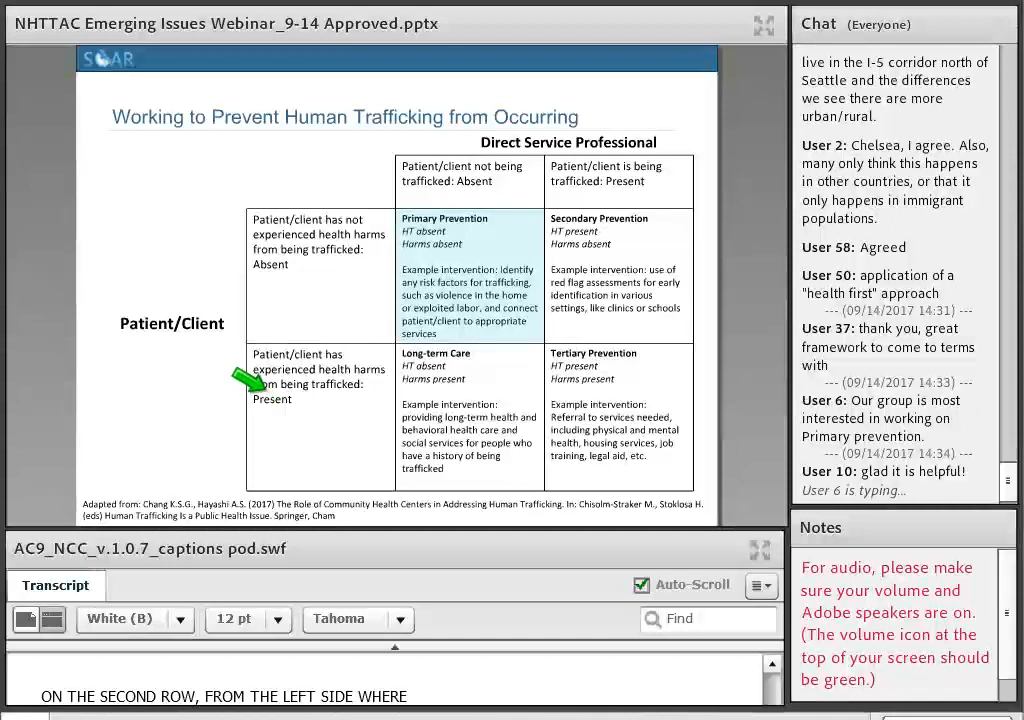 NHTTAC Emerging Issues Webinar_9-14 Approved.pptx
SOAR
Working to Prevent Human Trafficking from Occurring
Direct Service Professional
Patient/client not being
trafficked: Absent
Patient/client is being
trafficked: Present
Patient/client has not
experienced health harms
from being trafficked:
Absent
Primary Prevention
HT absent
Harms absent
Example intervention: Identify
any risk factors for trafficking,
such as violence in the home
or exploited labor, and connect
patient/client to appropriate
services
Secondary Prevention
HT present
Harms absent
Example intervention: use of
red flag assessments for early
identification in various
settings, like clinics or schools
Patient/Client
Patient/client has
experienced health harms
from being trafficked:
Present
Long-term Care
HT absent
Harms present
Example intervention:
providing long-term health and
behavioral health care and
social services for people who
have a history of being
trafficked
Tertiary Prevention
HT present
Harms present
Example intervention:
Referral to services needed,
including physical and mental
health, housing services, job
training, legal aid, etc.
Adapted from: Chang K.S.G., Hayashi A.S. (2017) The Role of Community Health Centers in Addressing Human Trafficking. In: Chisolm-Straker M., Stoklosa H.
(eds) Human Trafficking Is a Public Health Issue. Springer, Cham
AC9_NCC_v.1.0.7_captions pod.swf
Transcript
Auto-Scroll
White (B)
12 pt
Tahoma
Find
ON THE SECOND ROW, FROM THE LEFT SIDE WHERE
Chat (Everyone)
live in the I-5 corridor north of
Seattle and the differences
we see there are more
urban/rural.
User 2: Chelsea, I agree. Also,
many only think this happens
in other countries, or that it
only happens in immigrant
populations.
User 58: Agreed
User 50: application of a
"health first" approach
--- (09/14/2017 14:31) ---
User 37: thank you, great
framework to come to terms
with
--- (09/14/2017 14:33) ---
User 6: Our group is most
interested in working on
Primary prevention.
--- (09/14/2017 14:34) ---
User 10: glad it is helpful!
User 6 is typing...
Notes
For audio, please make
sure your volume and
Adobe speakers are on.
(The volume icon at the
top of your screen should
be green.)